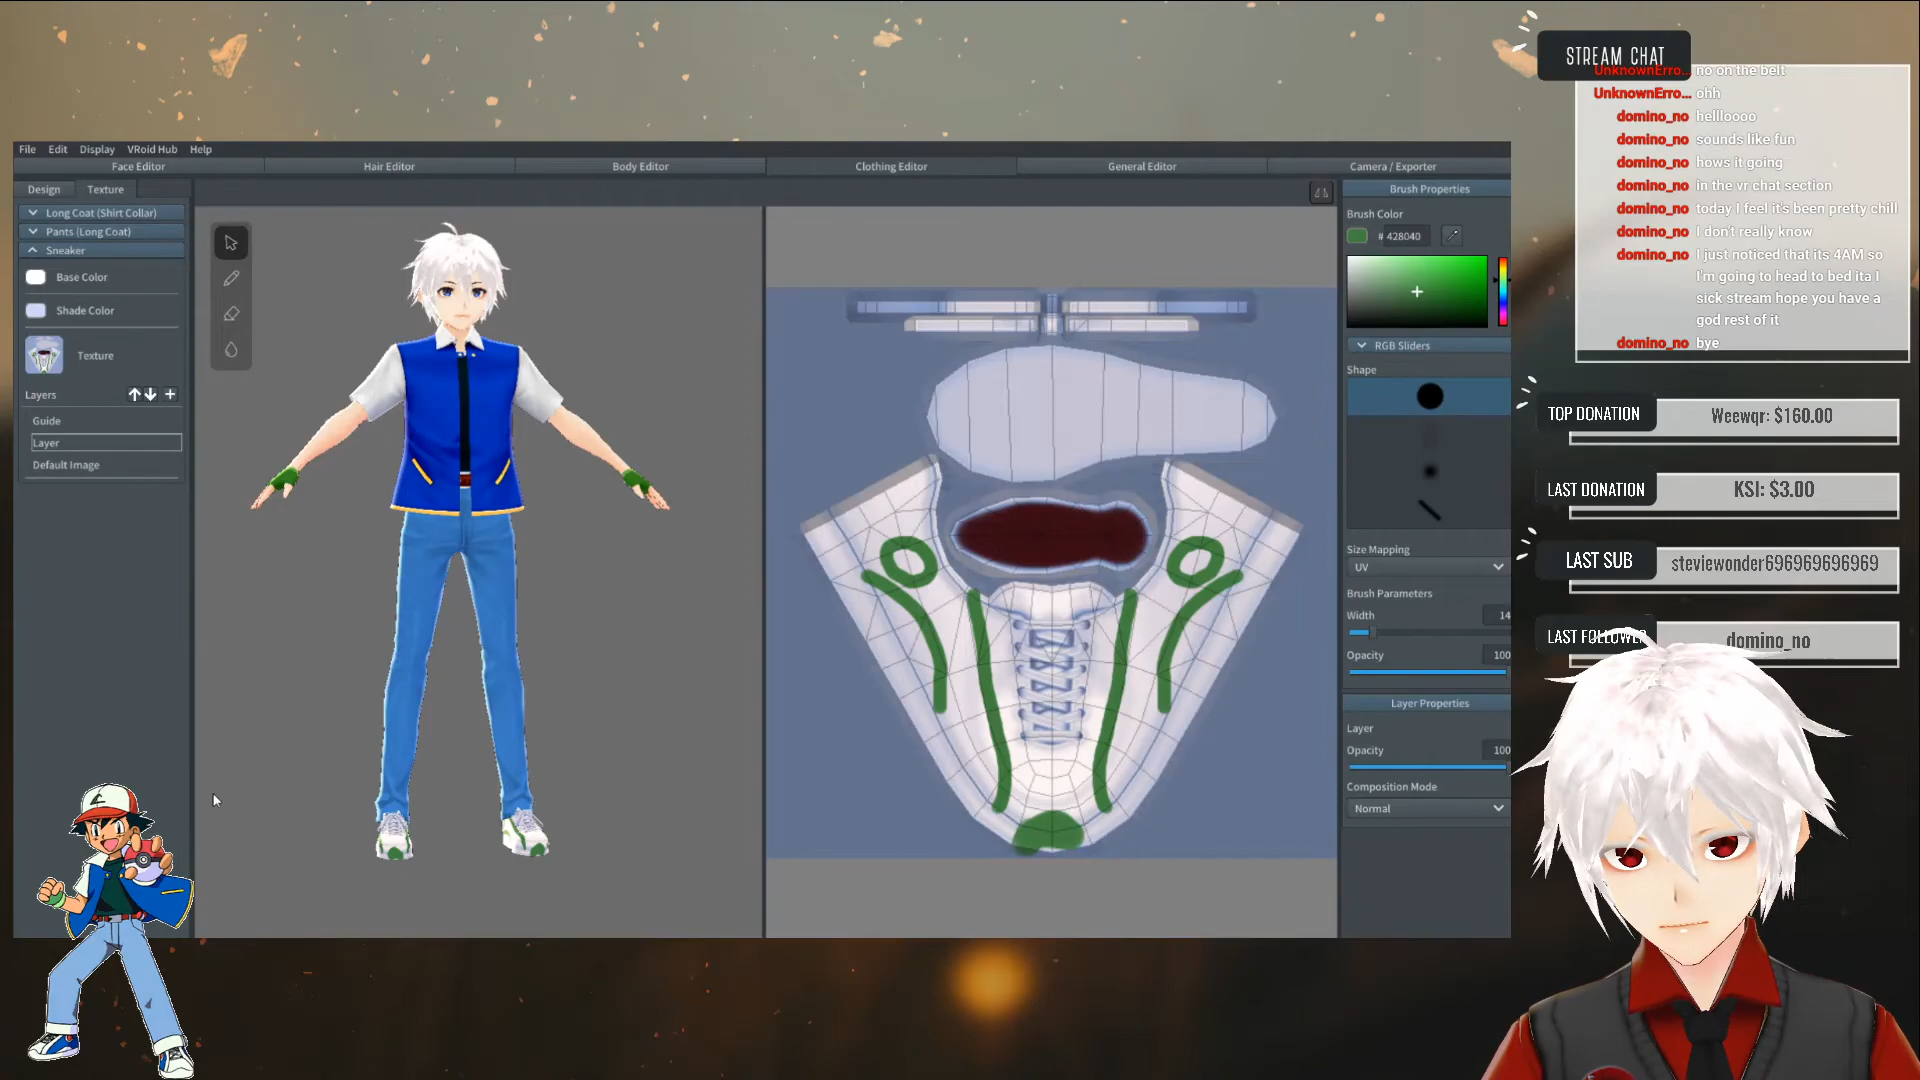 STREAM CHAT
UnknownErro... no on the belt
UnknownErro... ohh
domino_no hellloooo
domino_no sounds like fun
domino_no hows it going
domino_no in the vr chat section
domino_no today I feel it's been pretty chill
domino_no I don't really know
domino_no I just noticed that its 4AM so
I'm going to head to bed ita I
sick stream hope you have a
god rest of it
domino_no bye
File Edit Display VRoid Hub Help
Face Editor Hair Editor Body Editor Clothing Editor General Editor Camera / Exporter
Design Texture
Long Coat (Shirt Collar)
Pants (Long Coat)
Sneaker
Base Color
Shade Color
Texture
Layers
Guide
Layer
Default Image
Brush Properties
Brush Color
# 428040
RGB Sliders
Shape
Size Mapping
UV
Brush Parameters
Width 14
Opacity 100
Layer Properties
Layer
Opacity 100
Composition Mode
Normal
TOP DONATION Weewqr: $160.00
LAST DONATION KSI: $3.00
LAST SUB steviewonder696969696969
LAST FOLLOWER domino_no